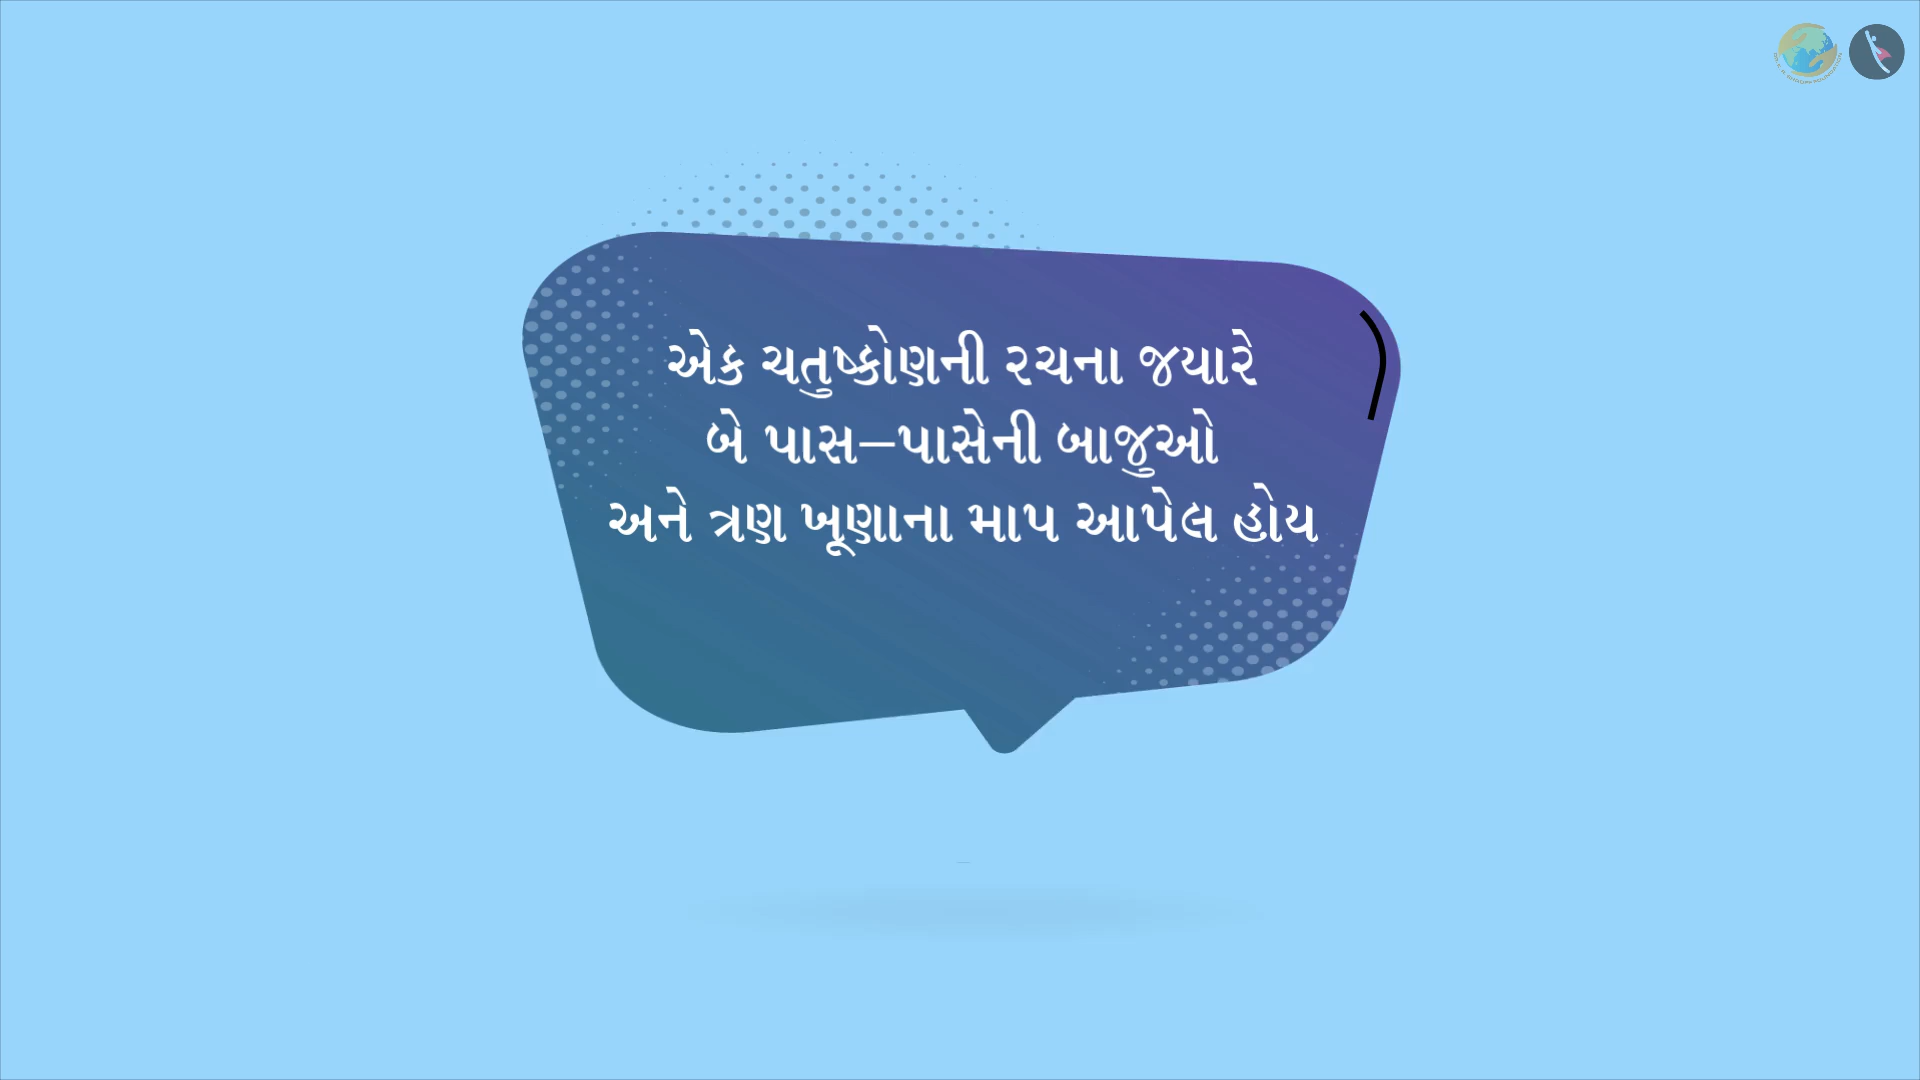 એક ચતુષ્કોણની રચના જયારે
બે પાસ–પાસેની બાજુઓ
અને ત્રણ ખૂણાના માપ આપેલ હોય